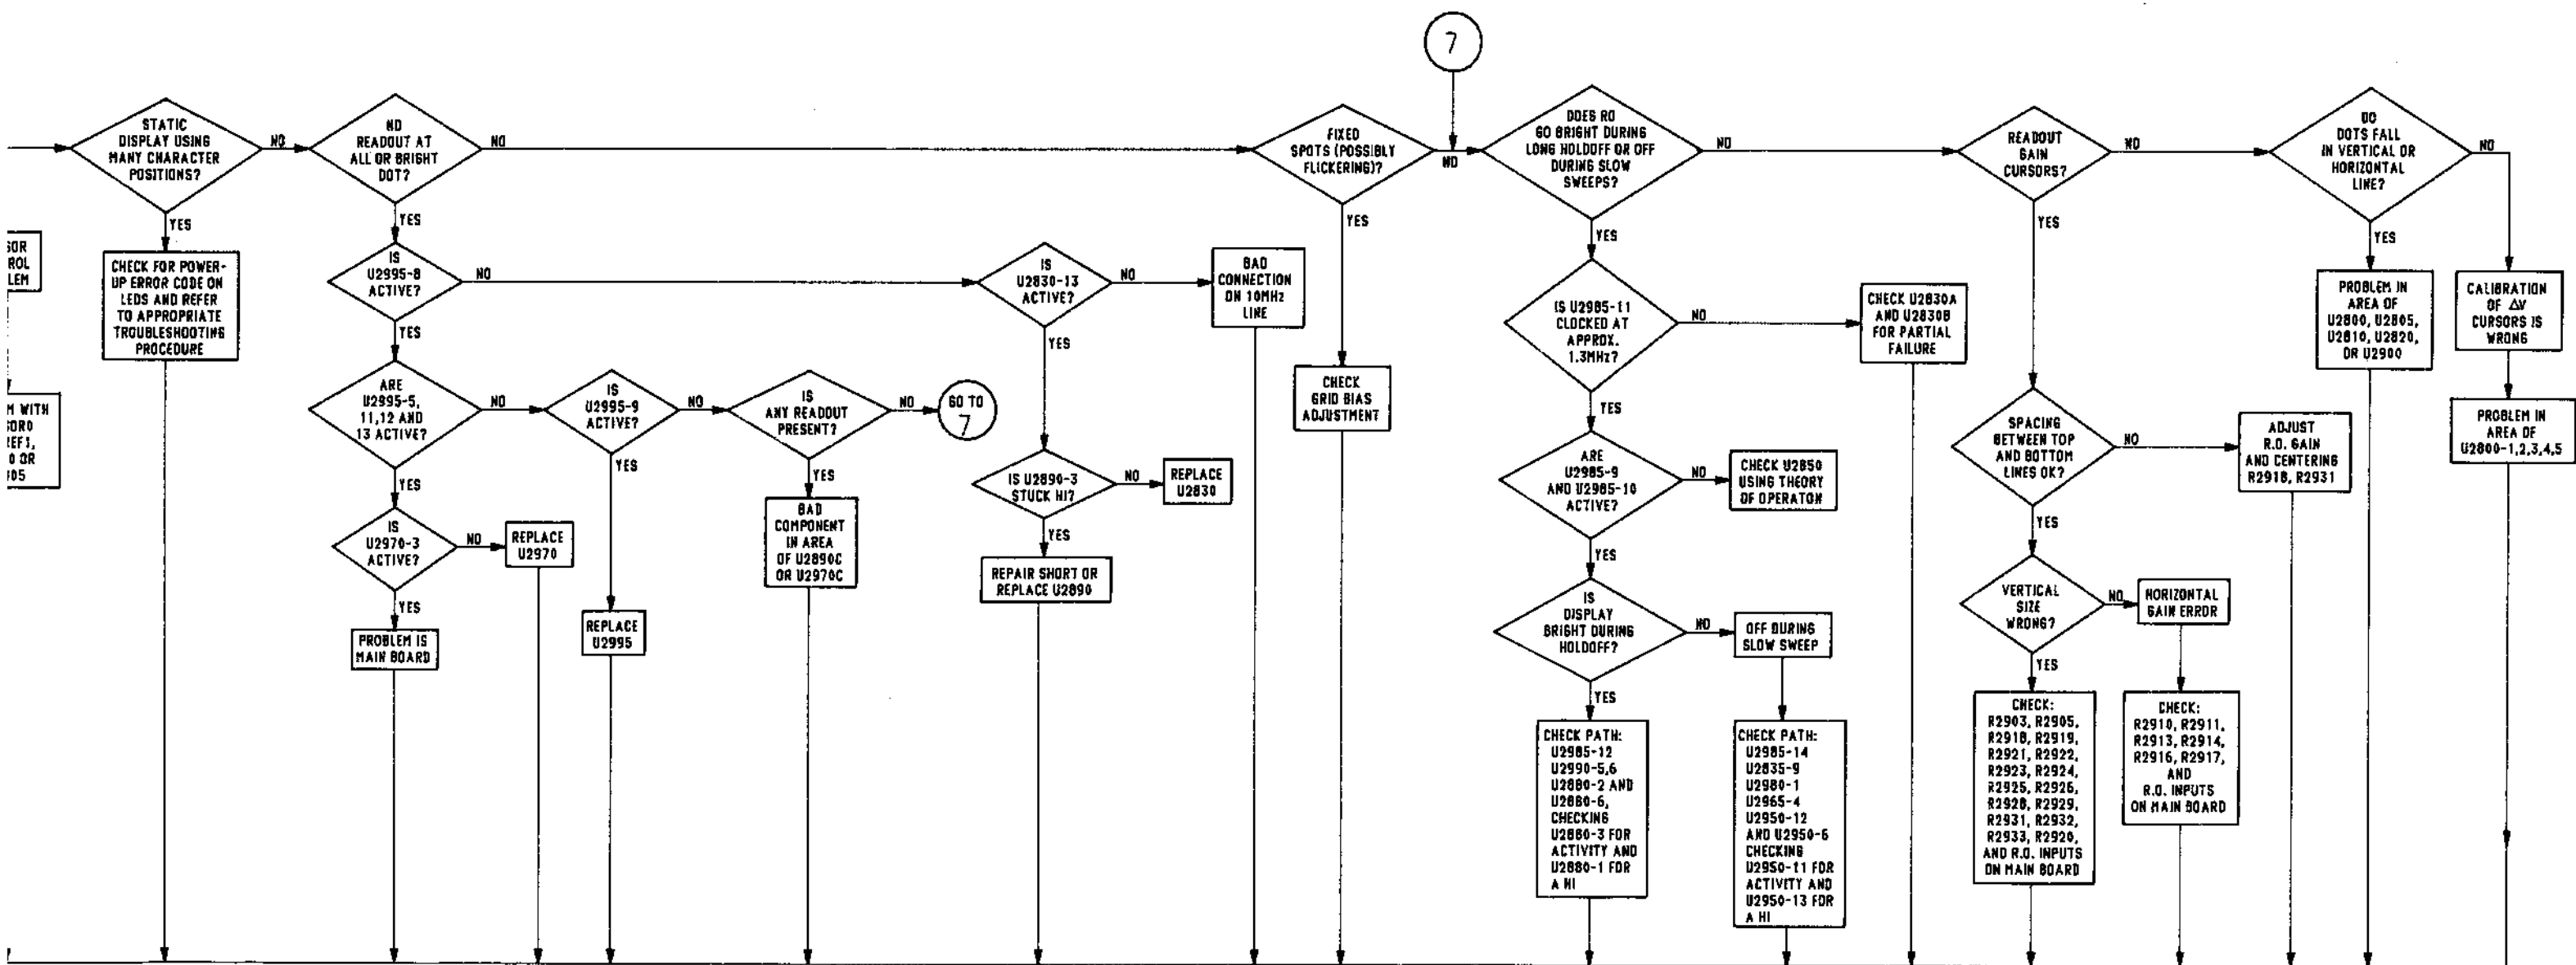 7
STATIC
DISPLAY USING
MANY CHARACTER
POSITIONS?
NO
YES
CHECK FOR POWER-
UP ERROR CODE ON
LEDS AND REFER
TO APPROPRIATE
TROUBLESHOOTING
PROCEDURE
NO
READOUT AT
ALL OR BRIGHT
DOT?
NO
YES
IS
U2995-8
ACTIVE?
NO
YES
ARE
U2995-5,
11,12 AND
13 ACTIVE?
NO
YES
IS
U2970-3
ACTIVE?
NO
REPLACE
U2970
YES
PROBLEM IS
MAIN BOARD
IS
U2995-9
ACTIVE?
NO
YES
REPLACE
U2995
IS
ANY READOUT
PRESENT?
NO
GO TO
7
YES
BAD
COMPONENT
IN AREA
OF U2890C
OR U2970C
IS
U2830-13
ACTIVE?
NO
BAD
CONNECTION
ON 10MHz
LINE
YES
IS U2890-3
STUCK HI?
NO
REPLACE
U2830
YES
REPAIR SHORT OR
REPLACE U2890
FIXED
SPOTS (POSSIBLY
FLICKERING)?
NO
YES
CHECK
GRID BIAS
ADJUSTMENT
DOES RO
GO BRIGHT DURING
LONG HOLDOFF OR OFF
DURING SLOW
SWEEPS?
NO
YES
IS U2985-11
CLOCKED AT
APPROX.
1.3MHz?
NO
CHECK U2830A
AND U2830B
FOR PARTIAL
FAILURE
YES
ARE
U2985-9
AND U2985-10
ACTIVE?
NO
CHECK U2850
USING THEORY
OF OPERATON
YES
IS
DISPLAY
BRIGHT DURING
HOLDOFF?
NO
OFF DURING
SLOW SWEEP
YES
CHECK PATH:
U2985-12
U2990-5,6
U2880-2 AND
U2880-6,
CHECKING
U2880-3 FOR
ACTIVITY AND
U2880-1 FOR
A HI
CHECK PATH:
U2985-14
U2835-9
U2980-1
U2965-4
U2950-12
AND U2950-6
CHECKING
U2950-11 FOR
ACTIVITY AND
U2950-13 FOR
A HI
READOUT
GAIN
CURSORS?
NO
YES
SPACING
BETWEEN TOP
AND BOTTOM
LINES OK?
NO
ADJUST
R.O. GAIN
AND CENTERING
R2918, R2931
YES
VERTICAL
SIZE
WRONG?
NO
HORIZONTAL
GAIN ERROR
YES
CHECK:
R2903, R2905,
R2918, R2919,
R2921, R2922,
R2923, R2924,
R2925, R2926,
R2928, R2929,
R2931, R2932,
R2933, R2920,
AND R.O. INPUTS
ON MAIN BOARD
CHECK:
R2910, R2911,
R2913, R2914,
R2916, R2917,
AND
R.O. INPUTS
ON MAIN BOARD
DO
DOTS FALL
IN VERTICAL OR
HORIZONTAL
LINE?
NO
YES
PROBLEM IN
AREA OF
U2800, U2805,
U2810, U2820,
OR U2900
CALIBRATION
OF ΔV
CURSORS IS
WRONG
PROBLEM IN
AREA OF
U2800-1,2,3,4,5